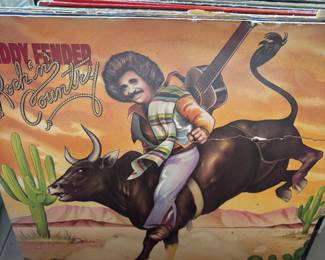 DDY FENDER
Rock 'n'
Country